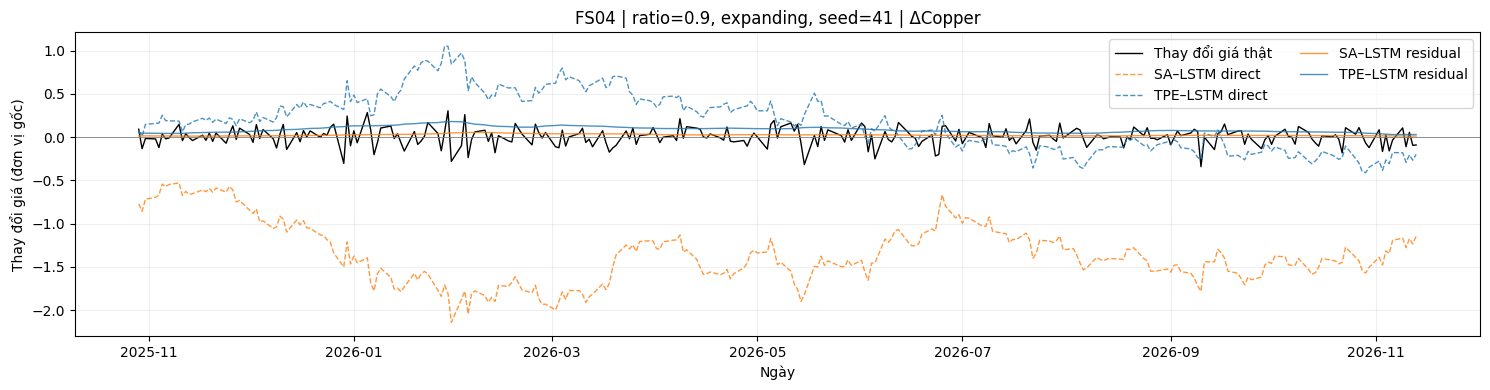 FS04 | ratio=0.9, expanding, seed=41 | ΔCopper
Thay đổi giá (đơn vị gốc)
1.0
0.5
0.0
−0.5
−1.0
−1.5
−2.0
Thay đổi giá thật
SA–LSTM direct
TPE–LSTM direct
SA–LSTM residual
TPE–LSTM residual
2025-11
2026-01
2026-03
2026-05
2026-07
2026-09
2026-11
Ngày